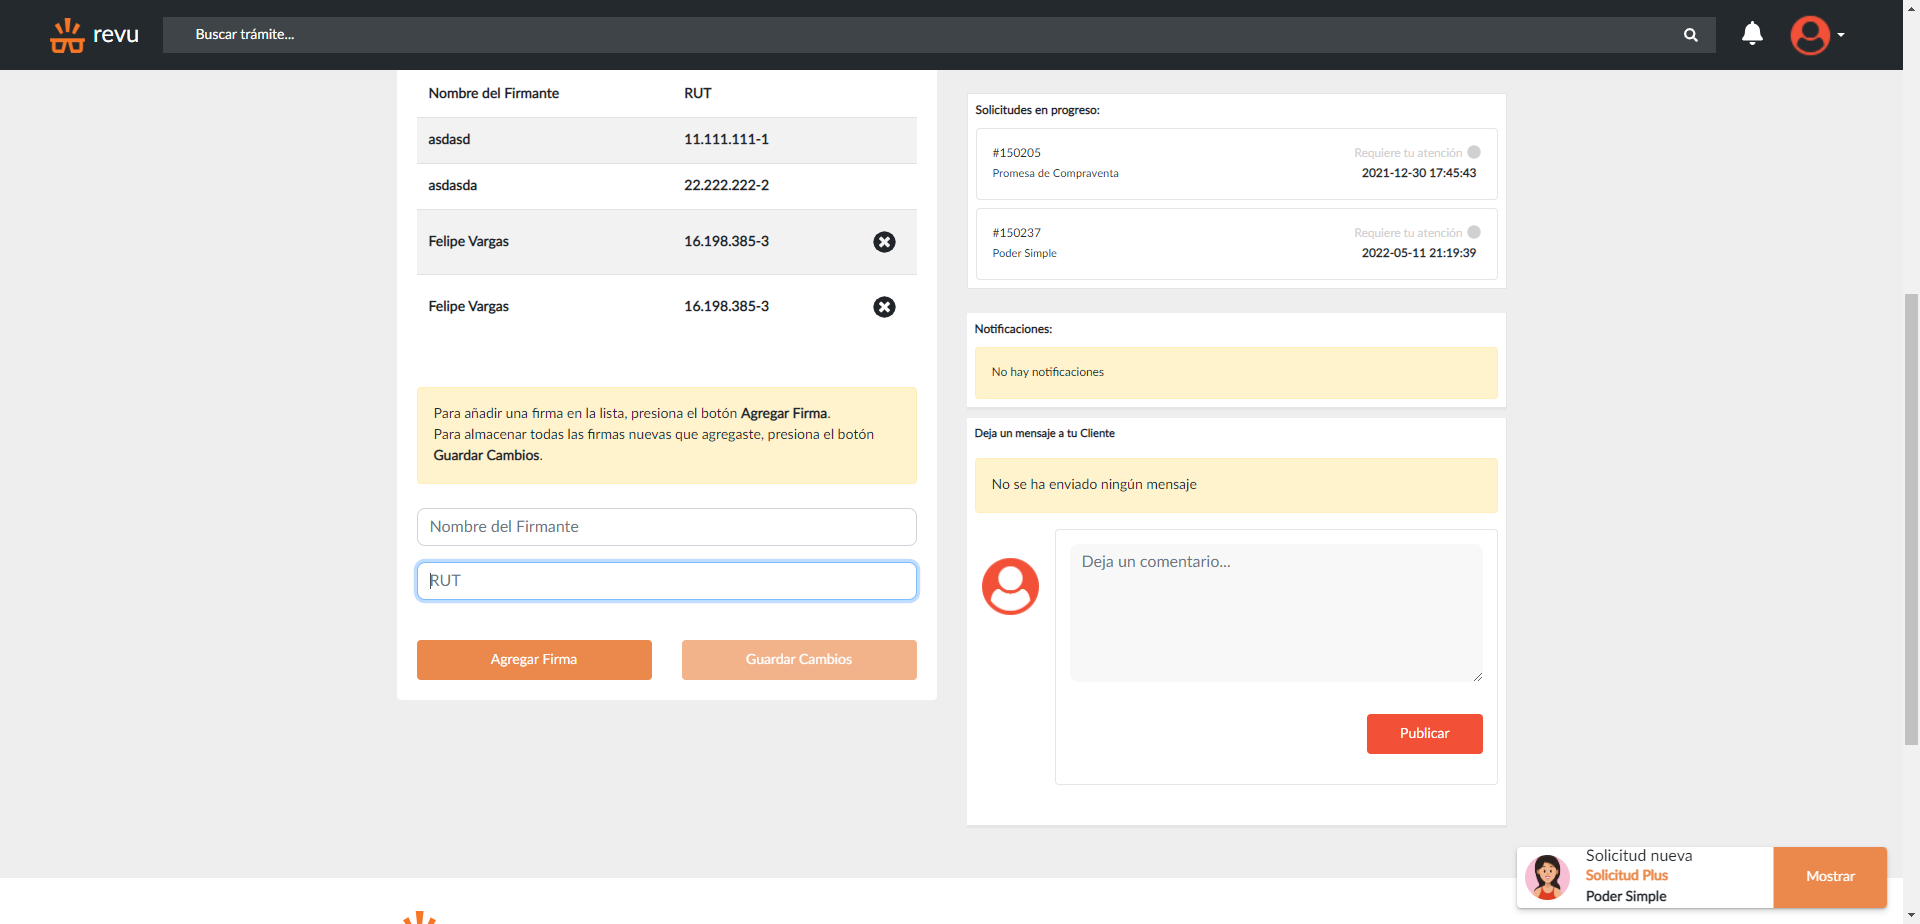 revu
Buscar trámite...
Nombre del Firmante RUT
asdasd 11.111.111-1
asdasda 22.222.222-2
Felipe Vargas 16.198.385-3
Felipe Vargas 16.198.385-3
Para añadir una firma en la lista, presiona el botón Agregar Firma.
Para almacenar todas las firmas nuevas que agregaste, presiona el botón
Guardar Cambios.
Nombre del Firmante
RUT
Agregar Firma Guardar Cambios
Solicitudes en progreso:
#150205 Requiere tu atención
Promesa de Compraventa 2021-12-30 17:45:43
#150237 Requiere tu atención
Poder Simple 2022-05-11 21:19:39
Notificaciones:
No hay notificaciones
Deja un mensaje a tu Cliente
No se ha enviado ningún mensaje
Deja un comentario...
Publicar
Solicitud nueva
Solicitud Plus
Poder Simple
Mostrar